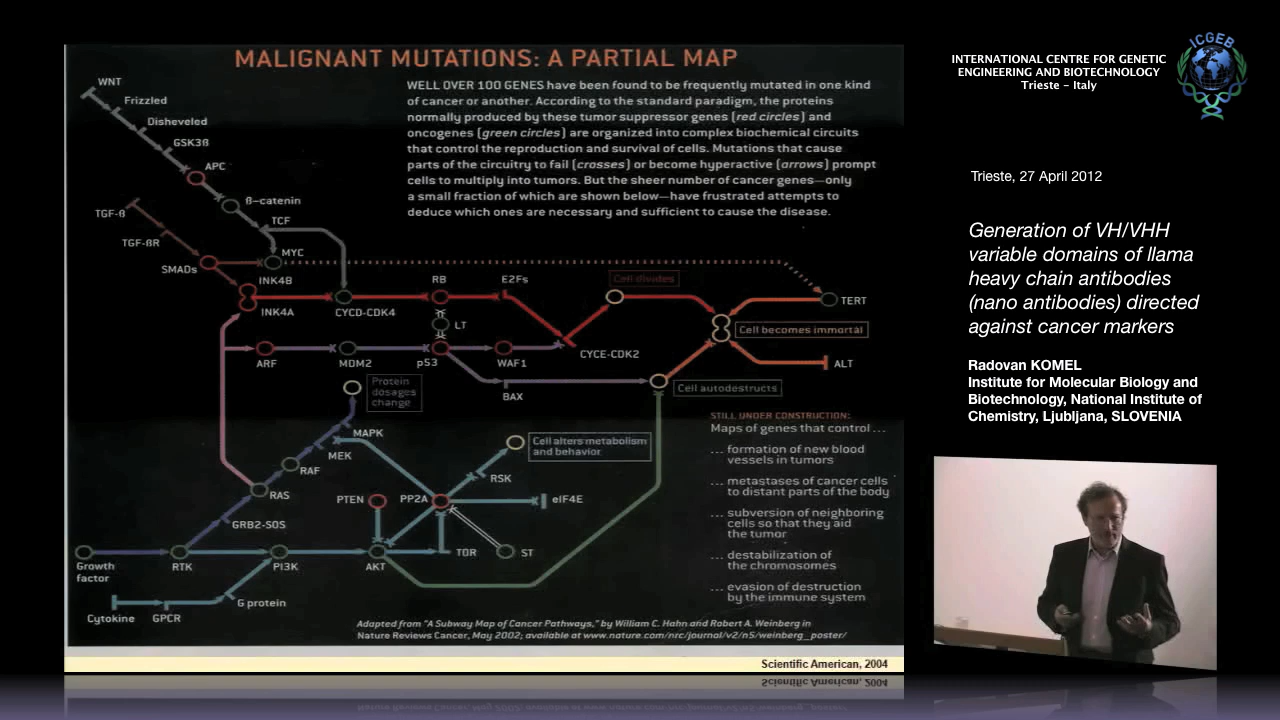 MALIGNANT MUTATIONS: A PARTIAL MAP
WELL OVER 100 GENES have been found to be frequently mutated in one kind
of cancer or another. According to the standard paradigm, the proteins
normally produced by these tumor suppressor genes [red circles] and
oncogenes [green circles] are organized into complex biochemical circuits
that control the reproduction and survival of cells. Mutations that cause
parts of the circuitry to fail [crosses] or become hyperactive [arrows] prompt
cells to multiply into tumors. But the sheer number of cancer genes—only
a small fraction of which are shown below—have frustrated attempts to
deduce which ones are necessary and sufficient to cause the disease.
WNT
Frizzled
Disheveled
GSK3ß
APC
ß-catenin
TCF
TGF-ß
TGF-ßR
SMADs
MYC
INK4B
INK4A
CYCD-CDK4
RB
E2Fs
Cell divides
TERT
LT
Cell becomes immortal
ARF
MDM2
p53
WAF1
CYCE-CDK2
ALT
Protein
dosages
change
BAX
Cell autodestructs
MAPK
MEK
RAF
RAS
Cell alters metabolism
and behavior
RSK
PTEN
PP2A
eIF4E
GRB2-SOS
Growth
factor
RTK
PI3K
AKT
TOR
ST
Cytokine
GPCR
G protein
STILL UNDER CONSTRUCTION:
Maps of genes that control ...
... formation of new blood
vessels in tumors
... metastases of cancer cells
to distant parts of the body
... subversion of neighboring
cells so that they aid
the tumor
... destabilization of
the chromosomes
... evasion of destruction
by the immune system
Adapted from "A Subway Map of Cancer Pathways," by William C. Hahn and Robert A. Weinberg in
Nature Reviews Cancer, May 2002; available at www.nature.com/nrc/journal/v2/n5/weinberg_poster/
Scientific American, 2004
INTERNATIONAL CENTRE FOR GENETIC
ENGINEERING AND BIOTECHNOLOGY
Trieste - Italy
ICGEB
Trieste, 27 April 2012
Generation of VH/VHH
variable domains of llama
heavy chain antibodies
(nano antibodies) directed
against cancer markers
Radovan KOMEL
Institute for Molecular Biology and
Biotechnology, National Institute of
Chemistry, Ljubljana, SLOVENIA